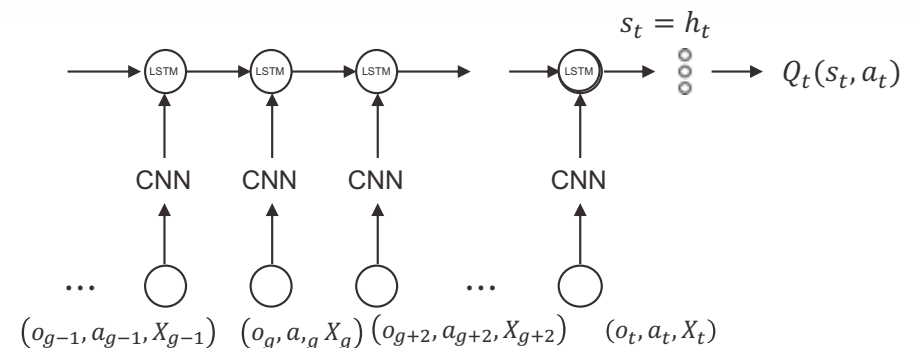 s_t = h_t
LSTM LSTM LSTM LSTM
Q_t(s_t, a_t)
CNN CNN CNN CNN
... ...
(o_{g−1}, a_{g−1}, X_{g−1}) (o_g, a_{,g} X_g) (o_{g+2}, a_{g+2}, X_{g+2}) (o_t, a_t, X_t)